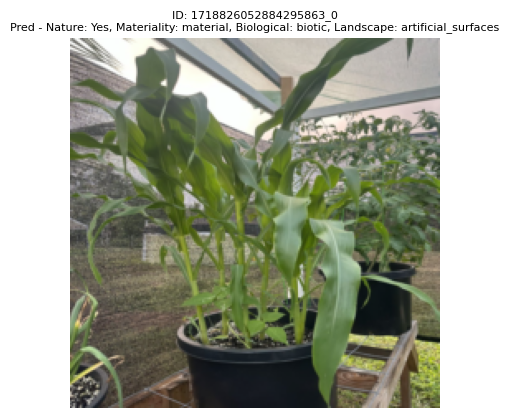 ID: 1718826052884295863_0
Pred - Nature: Yes, Materiality: material, Biological: biotic, Landscape: artificial_surfaces